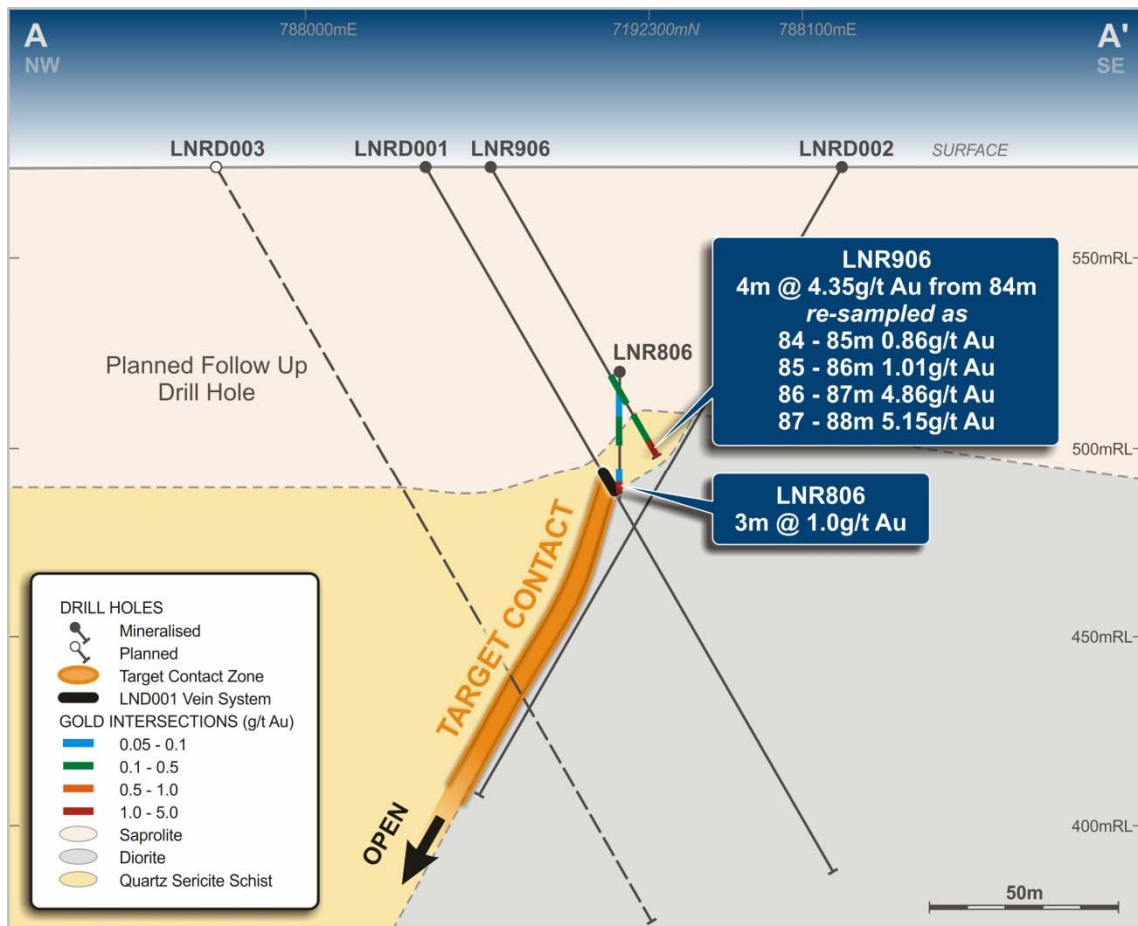 A
NW
788000mE
7192300mN
788100mE
A'
SE
LNRD003
LNRD001
LNR906
LNRD002
SURFACE
550mRL
LNR906
4m @ 4.35g/t Au from 84m
re-sampled as
84 - 85m 0.86g/t Au
85 - 86m 1.01g/t Au
86 - 87m 4.86g/t Au
87 - 88m 5.15g/t Au
LNR806
Planned Follow Up
Drill Hole
500mRL
LNR806
3m @ 1.0g/t Au
TARGET CONTACT
450mRL
OPEN
400mRL
DRILL HOLES
Mineralised
Planned
Target Contact Zone
LND001 Vein System
GOLD INTERSECTIONS (g/t Au)
0.05 - 0.1
0.1 - 0.5
0.5 - 1.0
1.0 - 5.0
Saprolite
Diorite
Quartz Sericite Schist
50m